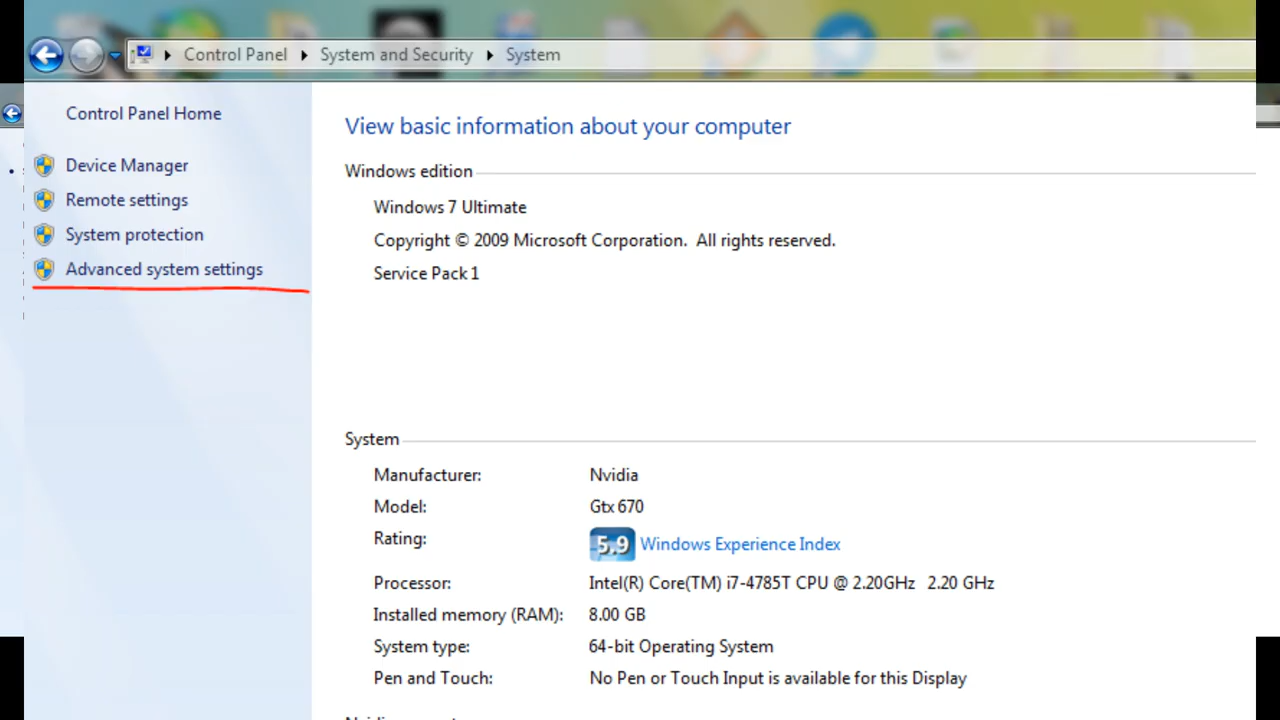 Control Panel System and Security System
Control Panel Home
Device Manager
Remote settings
System protection
Advanced system settings
View basic information about your computer
Windows edition
Windows 7 Ultimate
Copyright © 2009 Microsoft Corporation. All rights reserved.
Service Pack 1
System
Manufacturer: Nvidia
Model: Gtx 670
Rating: 5.9 Windows Experience Index
Processor: Intel(R) Core(TM) i7-4785T CPU @ 2.20GHz 2.20 GHz
Installed memory (RAM): 8.00 GB
System type: 64-bit Operating System
Pen and Touch: No Pen or Touch Input is available for this Display